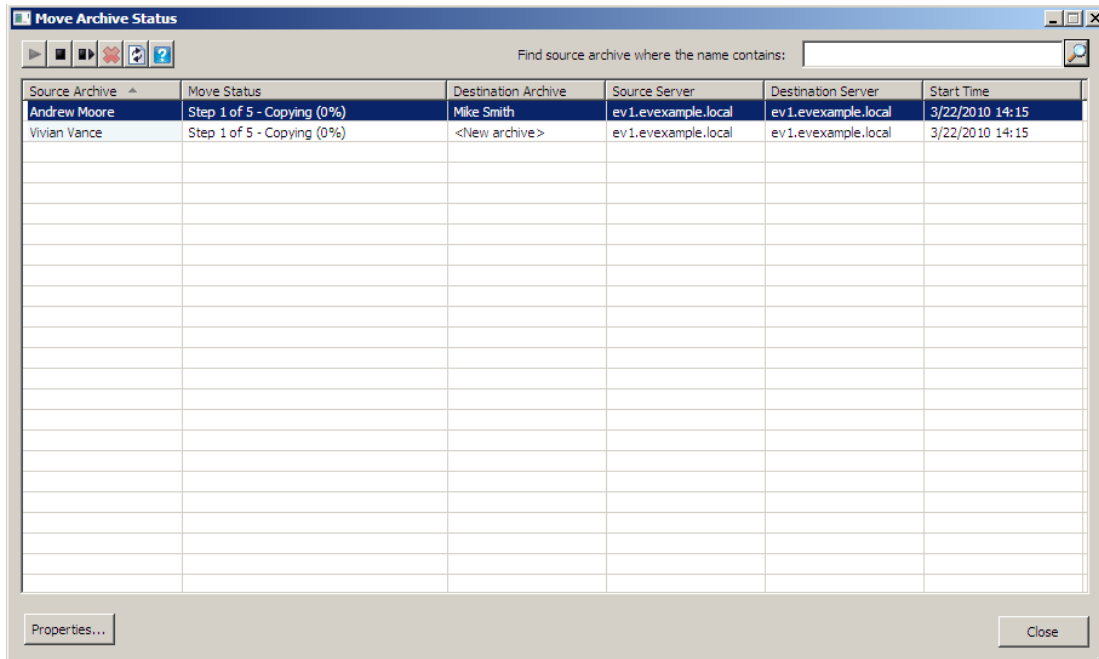 Move Archive Status
Find source archive where the name contains:
Source Archive Move Status Destination Archive Source Server Destination Server Start Time
Andrew Moore Step 1 of 5 - Copying (0%) Mike Smith ev1.evexample.local ev1.evexample.local 3/22/2010 14:15
Vivian Vance Step 1 of 5 - Copying (0%) <New archive> ev1.evexample.local ev1.evexample.local 3/22/2010 14:15
Properties... Close